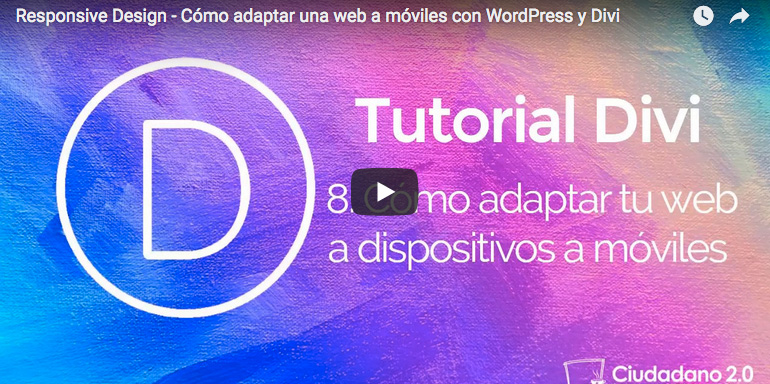 Responsive Design - Cómo adaptar una web a móviles con WordPress y Divi
D
Tutorial Divi
8. Cómo adaptar tu web
a dispositivos a móviles
Ciudadano 2.0